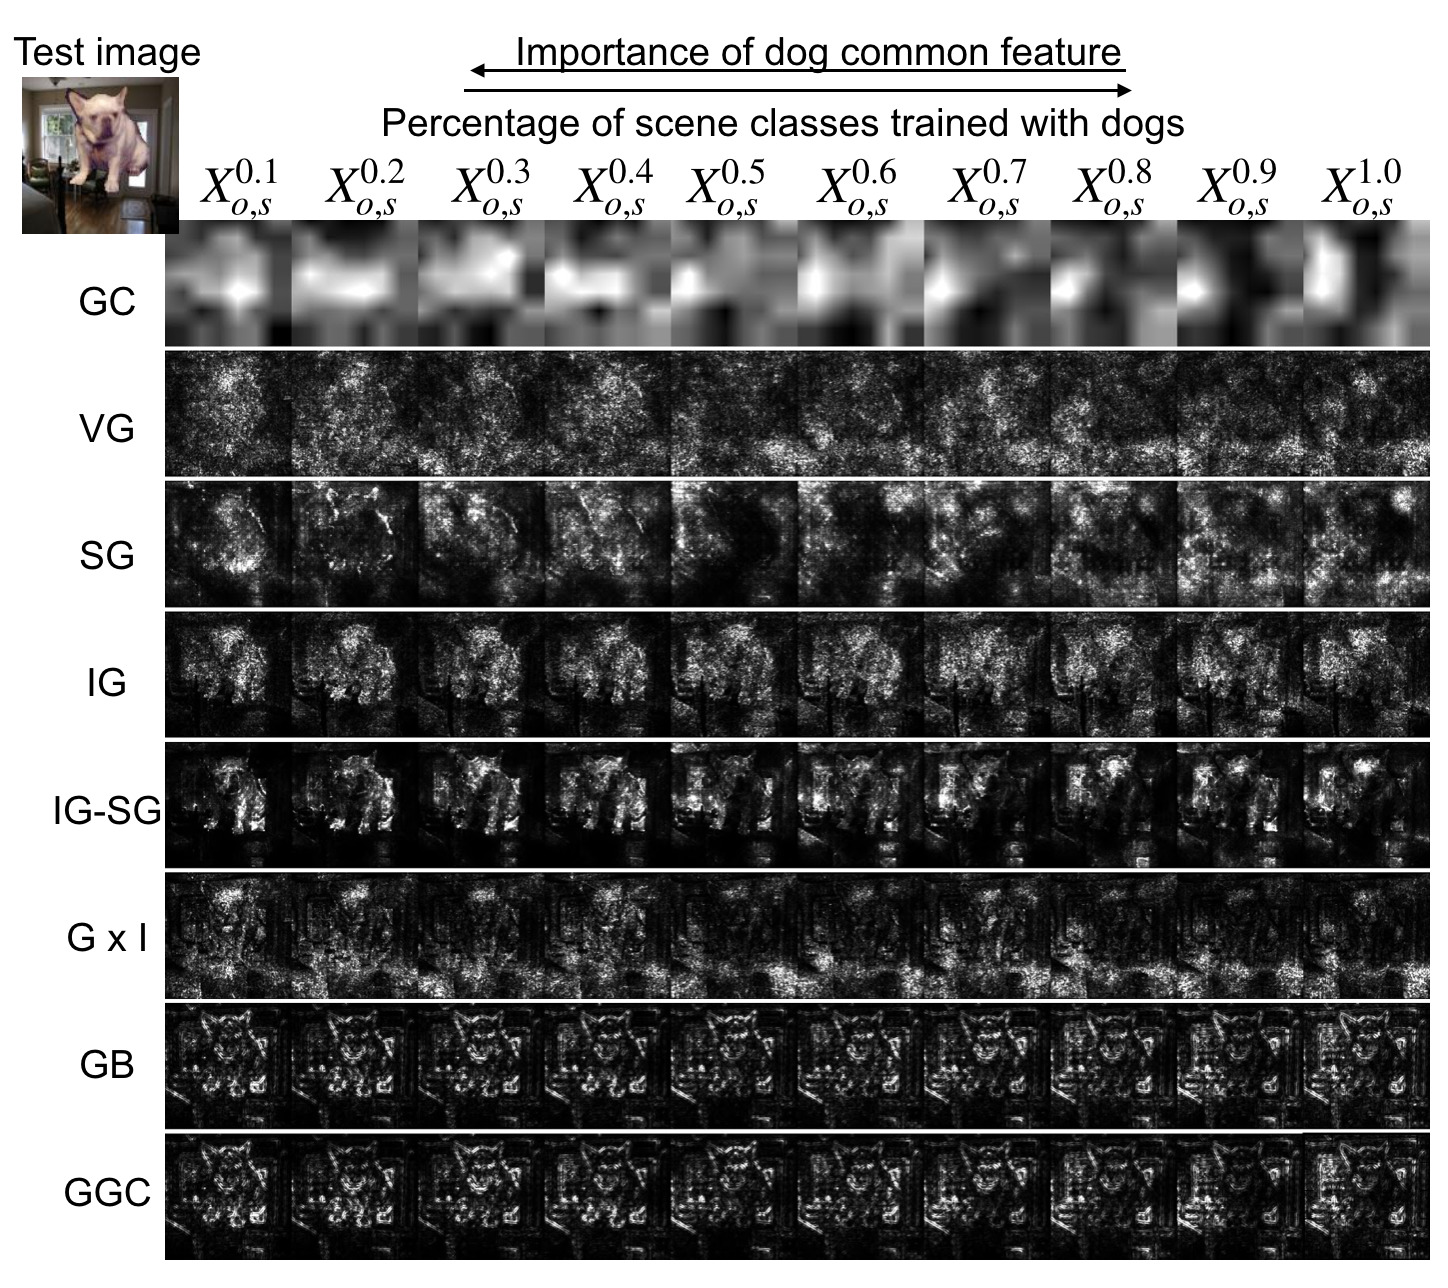 Test image
Importance of dog common feature
Percentage of scene classes trained with dogs
X^{0.1}_{o,s} X^{0.2}_{o,s} X^{0.3}_{o,s} X^{0.4}_{o,s} X^{0.5}_{o,s} X^{0.6}_{o,s} X^{0.7}_{o,s} X^{0.8}_{o,s} X^{0.9}_{o,s} X^{1.0}_{o,s}
GC
VG
SG
IG
IG-SG
G x I
GB
GGC